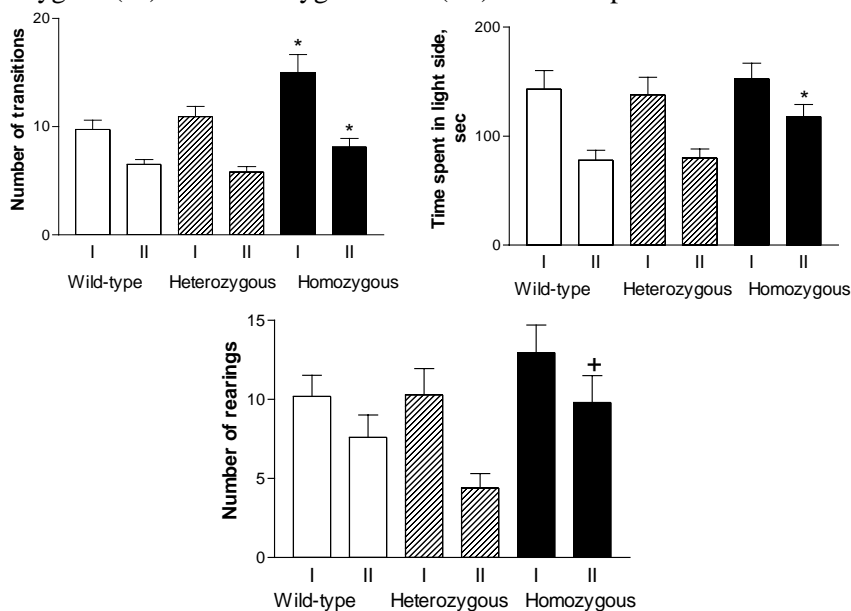 Number of transitions
20
10
0
*
*
I II I II I II
Wild-type Heterozygous Homozygous
Time spent in light side,
sec
200
100
0
*
I II I II I II
Wild-type Heterozygous Homozygous
Number of rearings
15
10
5
0
+
I II I II I II
Wild-type Heterozygous Homozygous